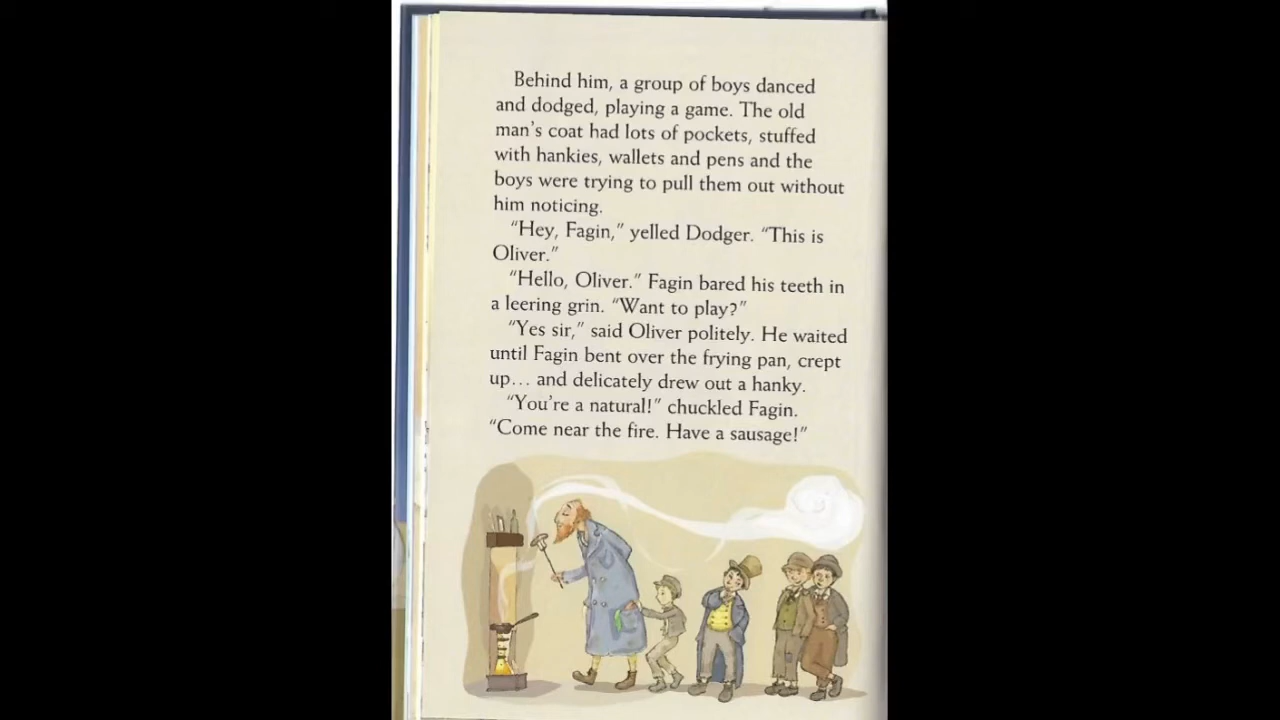 Behind him, a group of boys danced
and dodged, playing a game. The old
man's coat had lots of pockets, stuffed
with hankies, wallets and pens and the
boys were trying to pull them out without
him noticing.
"Hey, Fagin," yelled Dodger. "This is
Oliver."
"Hello, Oliver." Fagin bared his teeth in
a leering grin. "Want to play?"
"Yes sir," said Oliver politely. He waited
until Fagin bent over the frying pan, crept
up... and delicately drew out a hanky.
"You're a natural!" chuckled Fagin.
"Come near the fire. Have a sausage!"